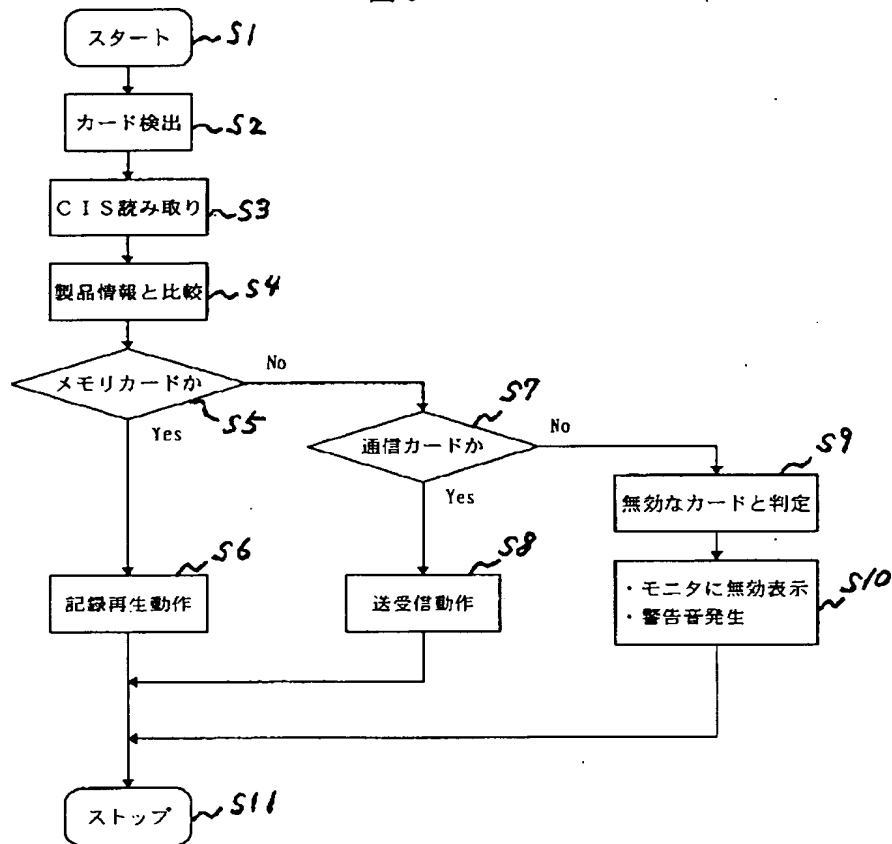 スタート
S1
カード検出
S2
CIS読み取り
S3
製品情報と比較
S4
メモリカードか
S5
No
Yes
通信カードか
S7
No
Yes
無効なカードと判定
S9
記録再生動作
S6
送受信動作
S8
・モニタに無効表示
・警告音発生
S10
ストップ
S11